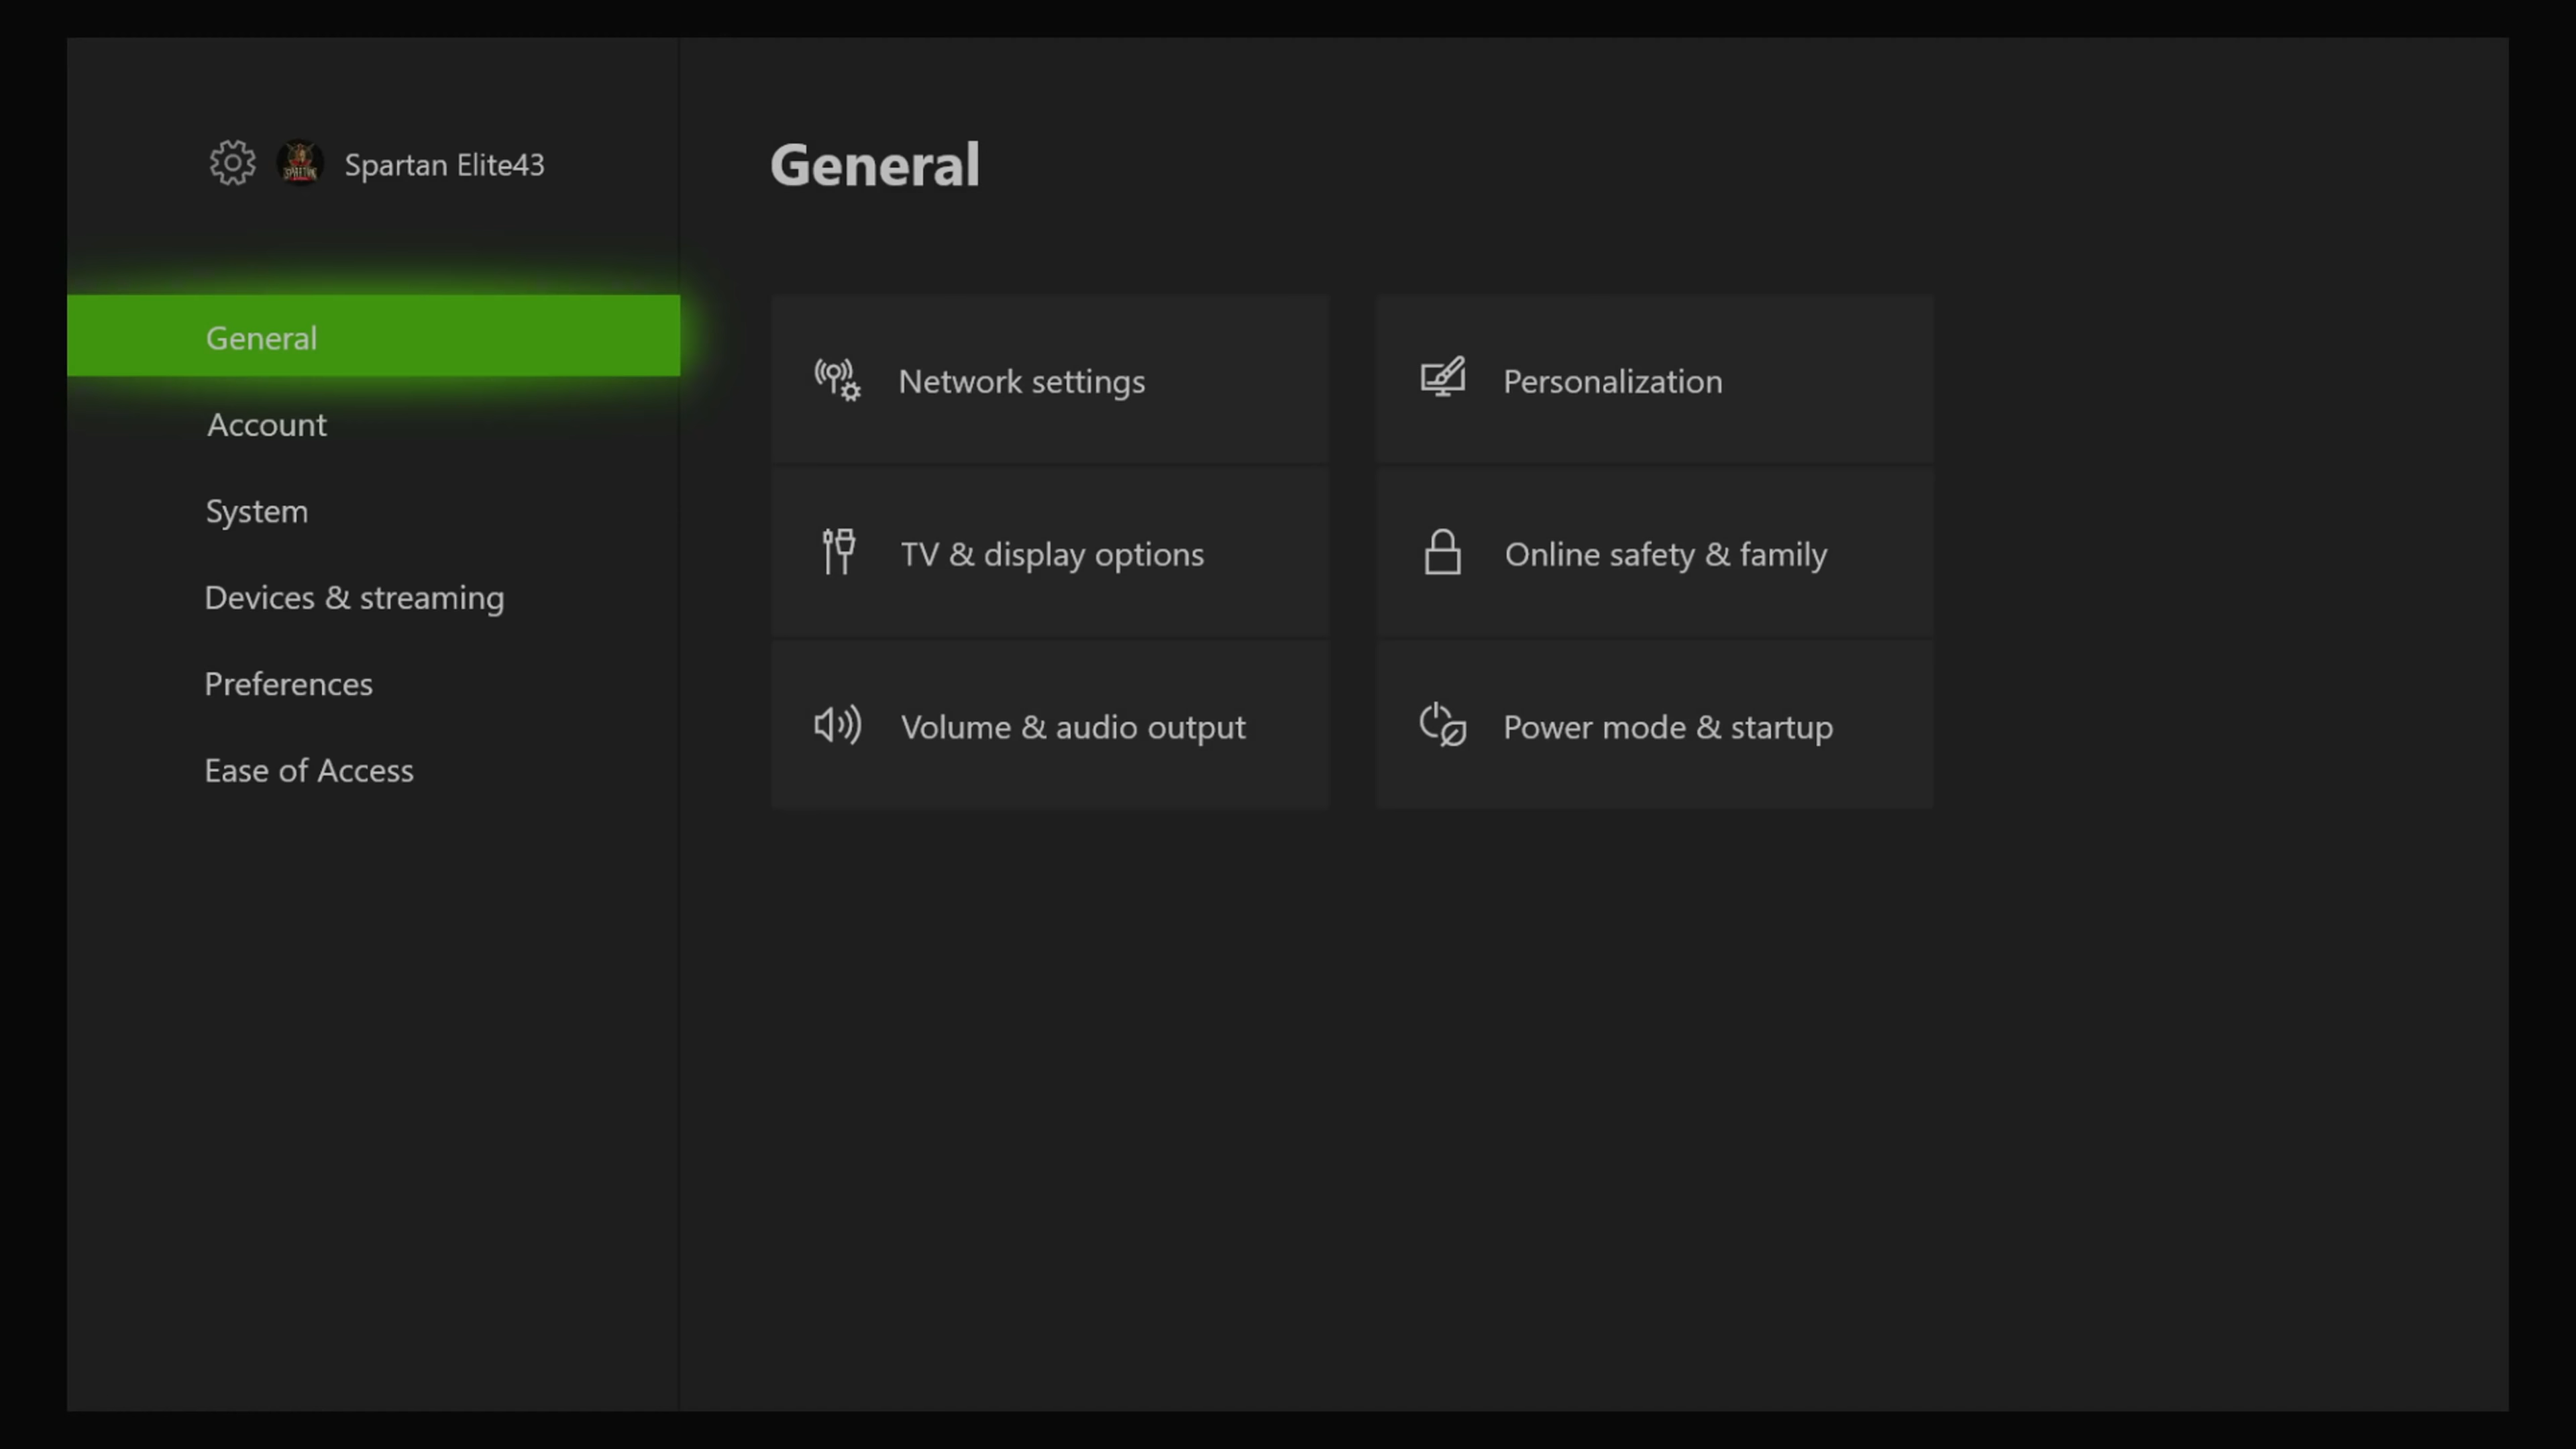 Spartan Elite43
General
Account
System
Devices & streaming
Preferences
Ease of Access
General
Network settings
Personalization
TV & display options
Online safety & family
Volume & audio output
Power mode & startup